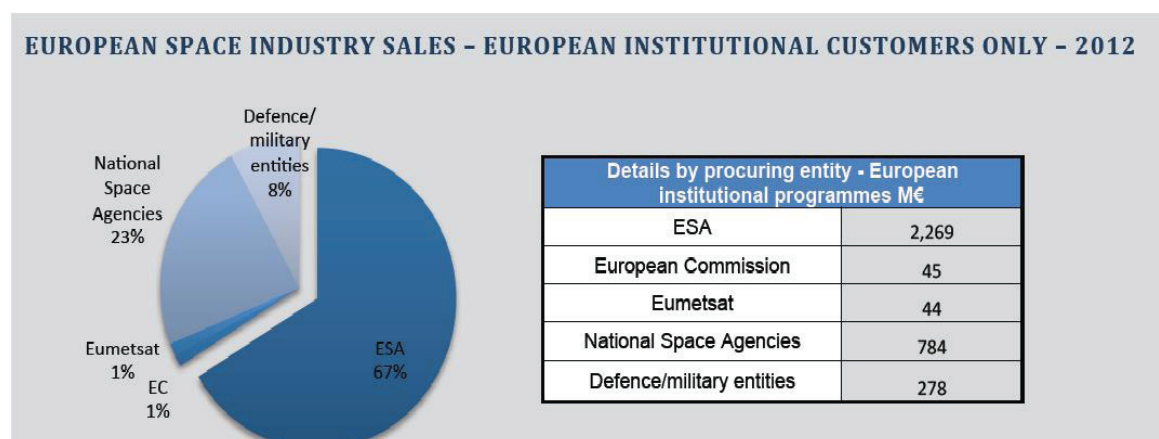 EUROPEAN SPACE INDUSTRY SALES – EUROPEAN INSTITUTIONAL CUSTOMERS ONLY – 2012
Defence/
military
entities
8%
National
Space
Agencies
23%
Eumetsat
1%
EC
1%
ESA
67%
Details by procuring entity - European
institutional programmes M€
ESA 2,269
European Commission 45
Eumetsat 44
National Space Agencies 784
Defence/military entities 278